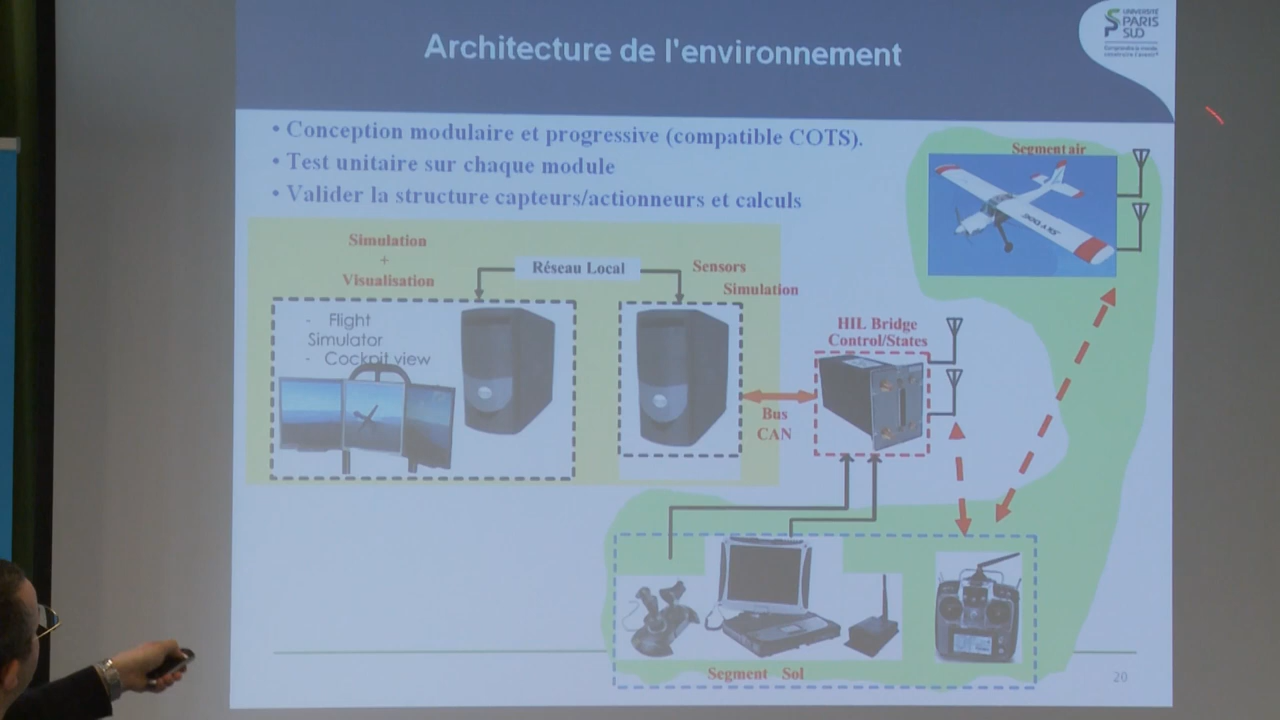 Architecture de l'environnement
UNIVERSITÉ
PARIS
SUD
• Conception modulaire et progressive (compatible COTS).
• Test unitaire sur chaque module
• Valider la structure capteurs/actionneurs et calculs
Segment air
Simulation
+
Visualisation
Réseau Local
Sensors
Simulation
- Flight
Simulator
- Cockpit view
HIL Bridge
Control/States
Bus
CAN
Segment Sol
20